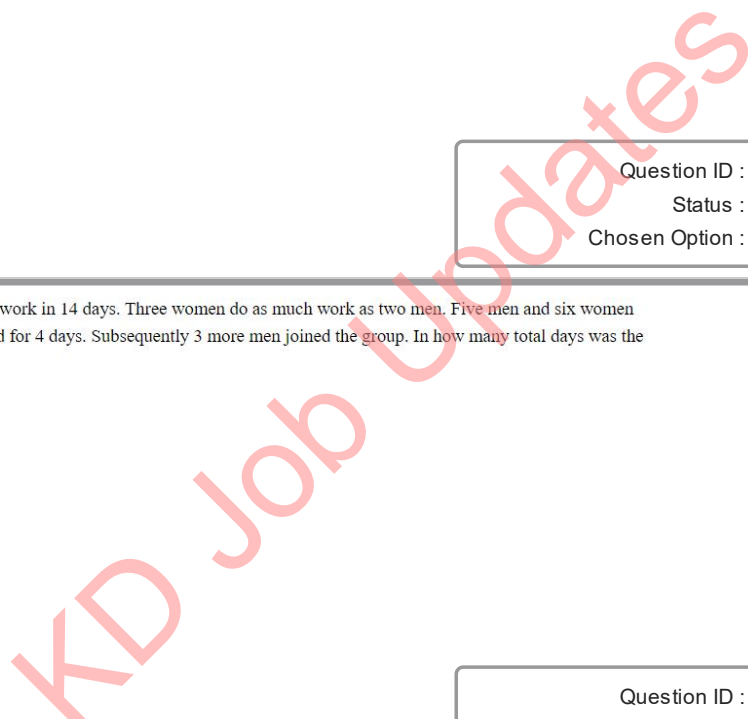 Question ID :
Status :
Chosen Option :
work in 14 days. Three women do as much work as two men. Five men and six women
for 4 days. Subsequently 3 more men joined the group. In how many total days was the
KD Job Updates
Question ID :